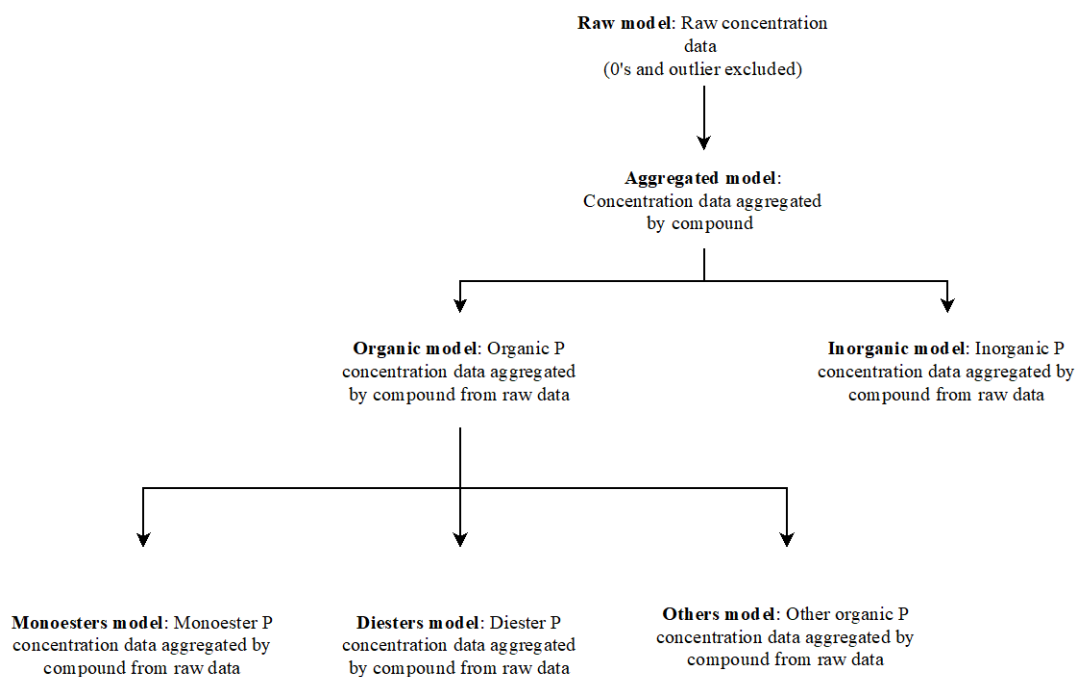 Raw model: Raw concentration
data
(0's and outlier excluded)
Aggregated model:
Concentration data aggregated
by compound
Organic model: Organic P
concentration data aggregated
by compound from raw data
Inorganic model: Inorganic P
concentration data aggregated by
compound from raw data
Monoesters model: Monoester P
concentration data aggregated by
compound from raw data
Diesters model: Diester P
concentration data aggregated
by compound from raw data
Others model: Other organic P
concentration data aggregated by
compound from raw data